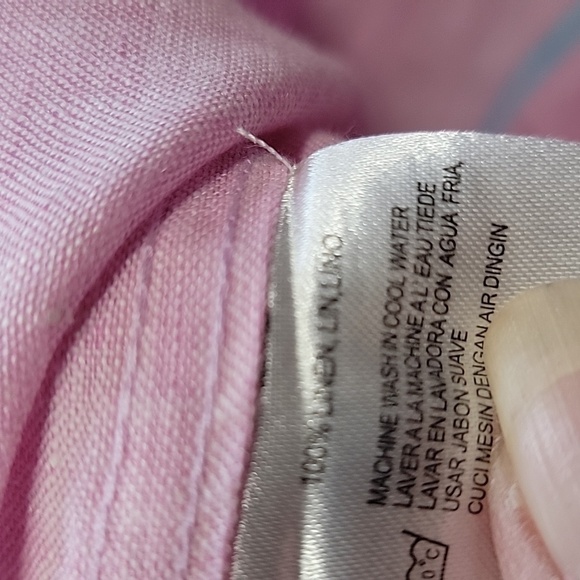 100% LINEN, LIN, LINO
MACHINE WASH IN COOL WATER
LAVER A LA MACHINE A L'EAU TIEDE
LAVAR EN LAVADORA CON AGUA FRIA,
USAR JABON SUAVE
CUCI MESIN DENGAN AIR DINGIN
0°C